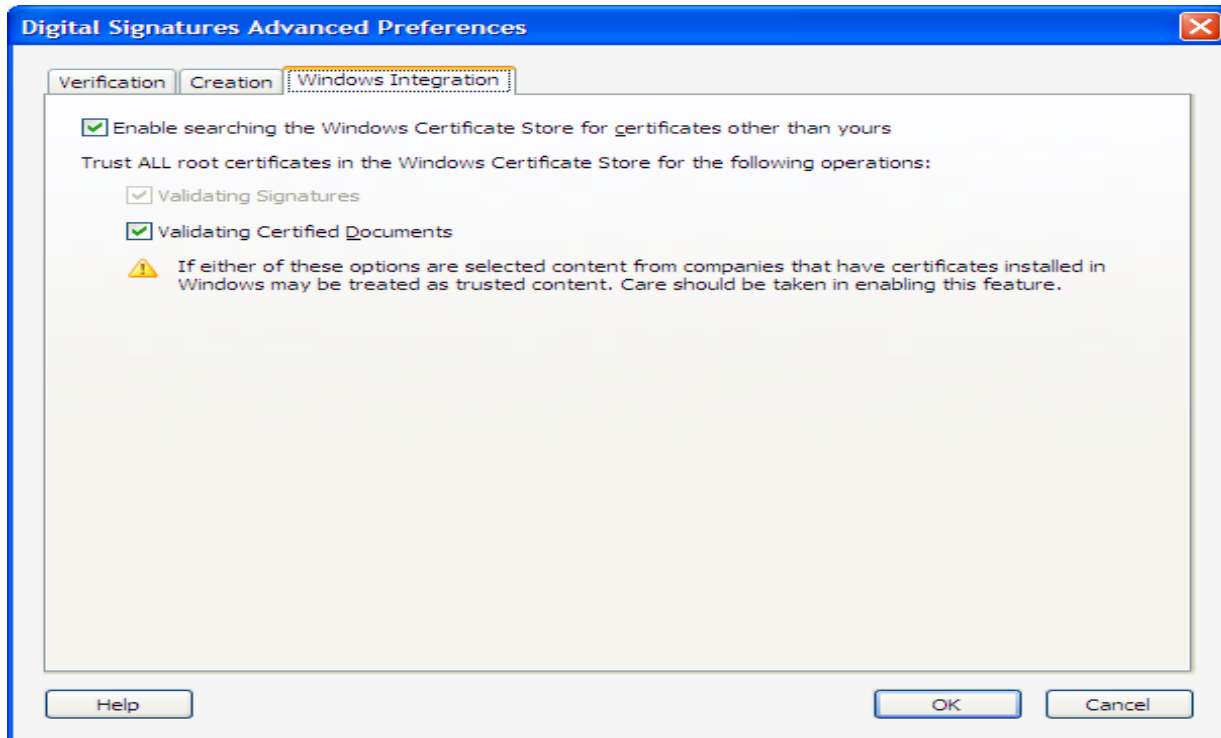 Digital Signatures Advanced Preferences
Verification Creation Windows Integration
Enable searching the Windows Certificate Store for certificates other than yours
Trust ALL root certificates in the Windows Certificate Store for the following operations:
Validating Signatures
Validating Certified Documents
If either of these options are selected content from companies that have certificates installed in
Windows may be treated as trusted content. Care should be taken in enabling this feature.
Help OK Cancel